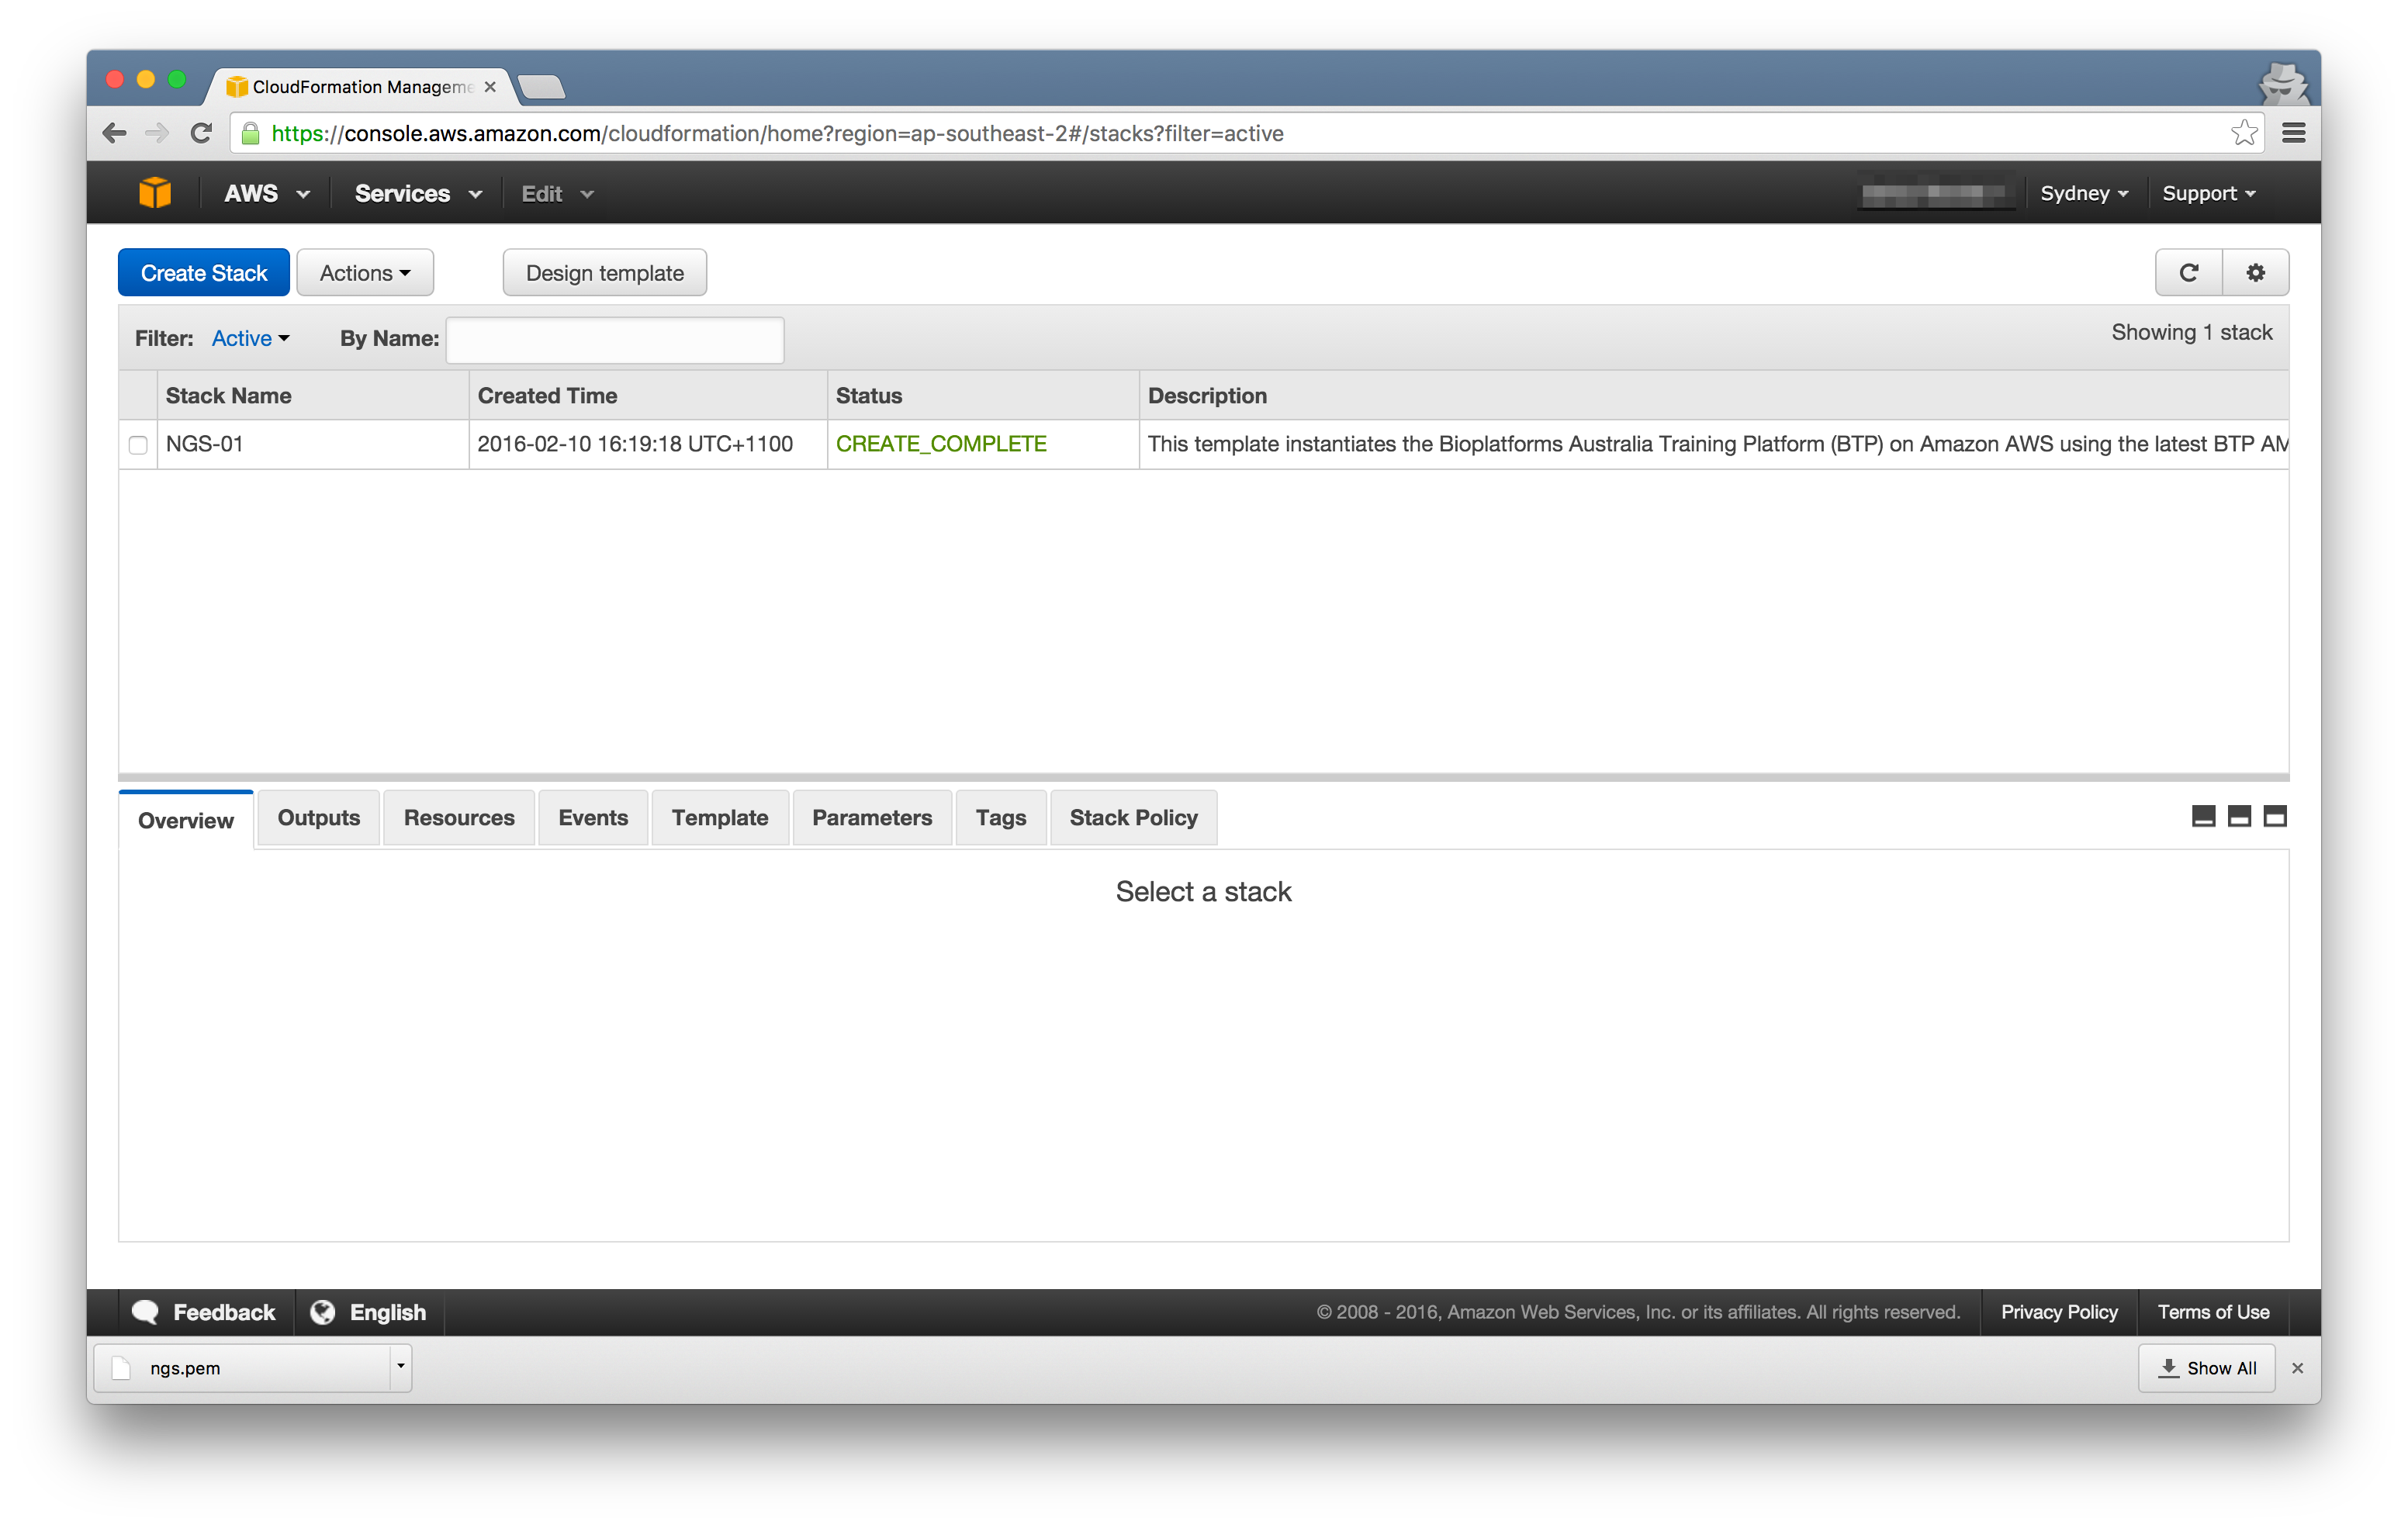 CloudFormation Manageme
https://console.aws.amazon.com/cloudformation/home?region=ap-southeast-2#/stacks?filter=active
AWS Services Edit Sydney Support
Create Stack Actions Design template
Filter: Active By Name: Showing 1 stack
Stack Name Created Time Status Description
NGS-01 2016-02-10 16:19:18 UTC+1100 CREATE_COMPLETE This template instantiates the Bioplatforms Australia Training Platform (BTP) on Amazon AWS using the latest BTP AM
Overview Outputs Resources Events Template Parameters Tags Stack Policy
Select a stack
Feedback English © 2008 - 2016, Amazon Web Services, Inc. or its affiliates. All rights reserved. Privacy Policy Terms of Use
ngs.pem Show All